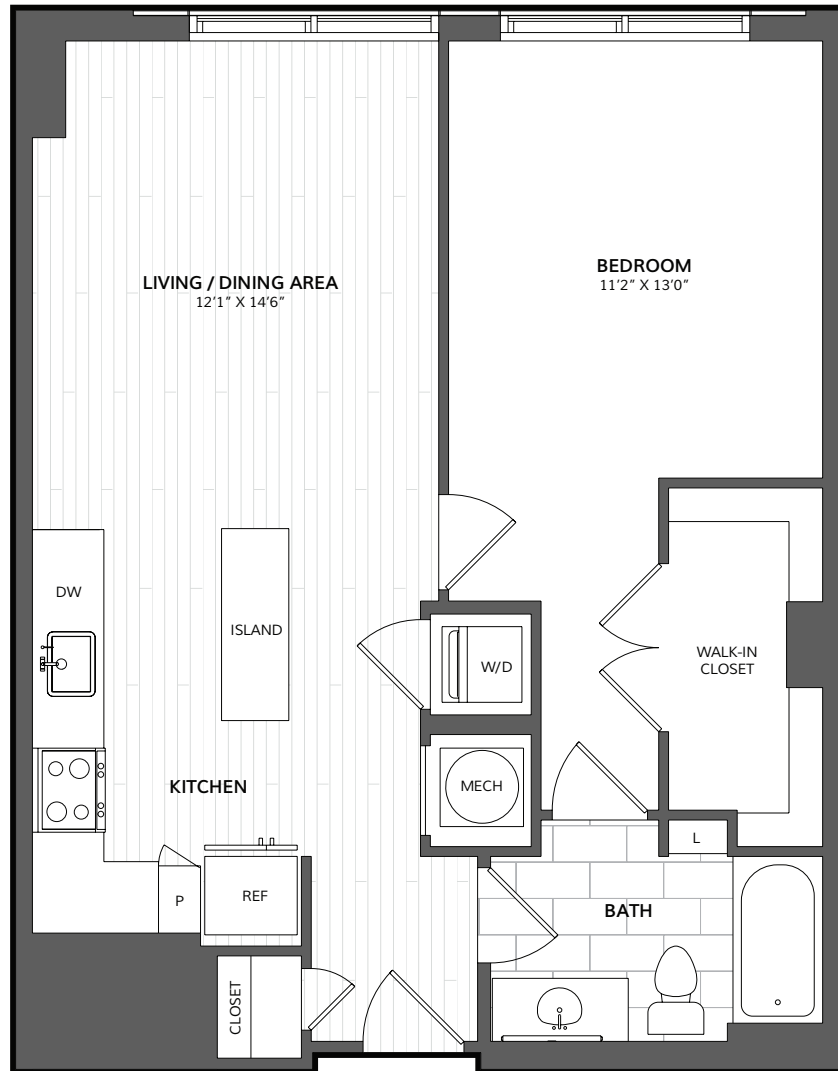 LIVING / DINING AREA
12'1" X 14'6"
BEDROOM
11'2" X 13'0"
DW
ISLAND
W/D
WALK-IN
CLOSET
KITCHEN
MECH
L
P
REF
BATH
CLOSET